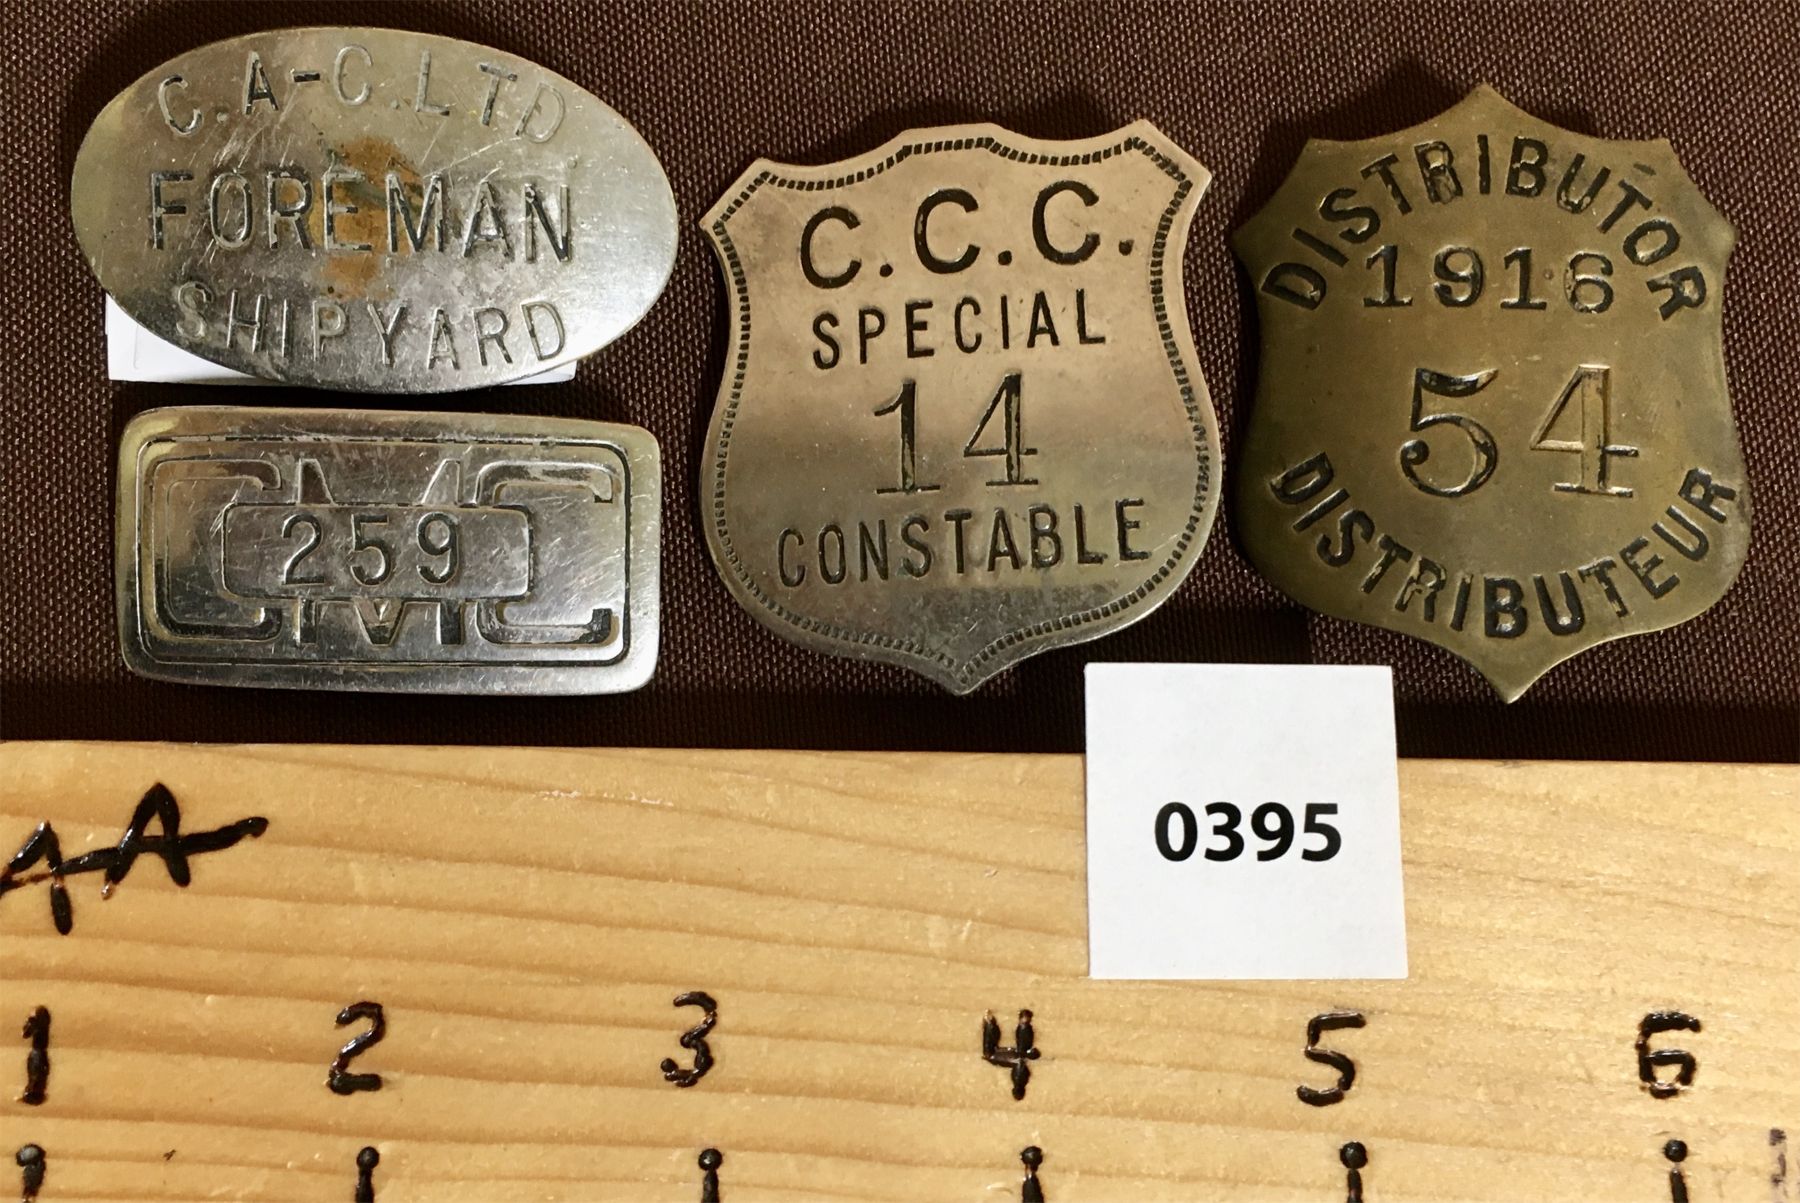 C.A-C.LTD.
FOREMAN
SHIPYARD
CMC
259
C.C.C.
SPECIAL
14
CONSTABLE
DISTRIBUTOR
1916
54
DISTRIBUTEUR
0395
1 2 3 4 5 6